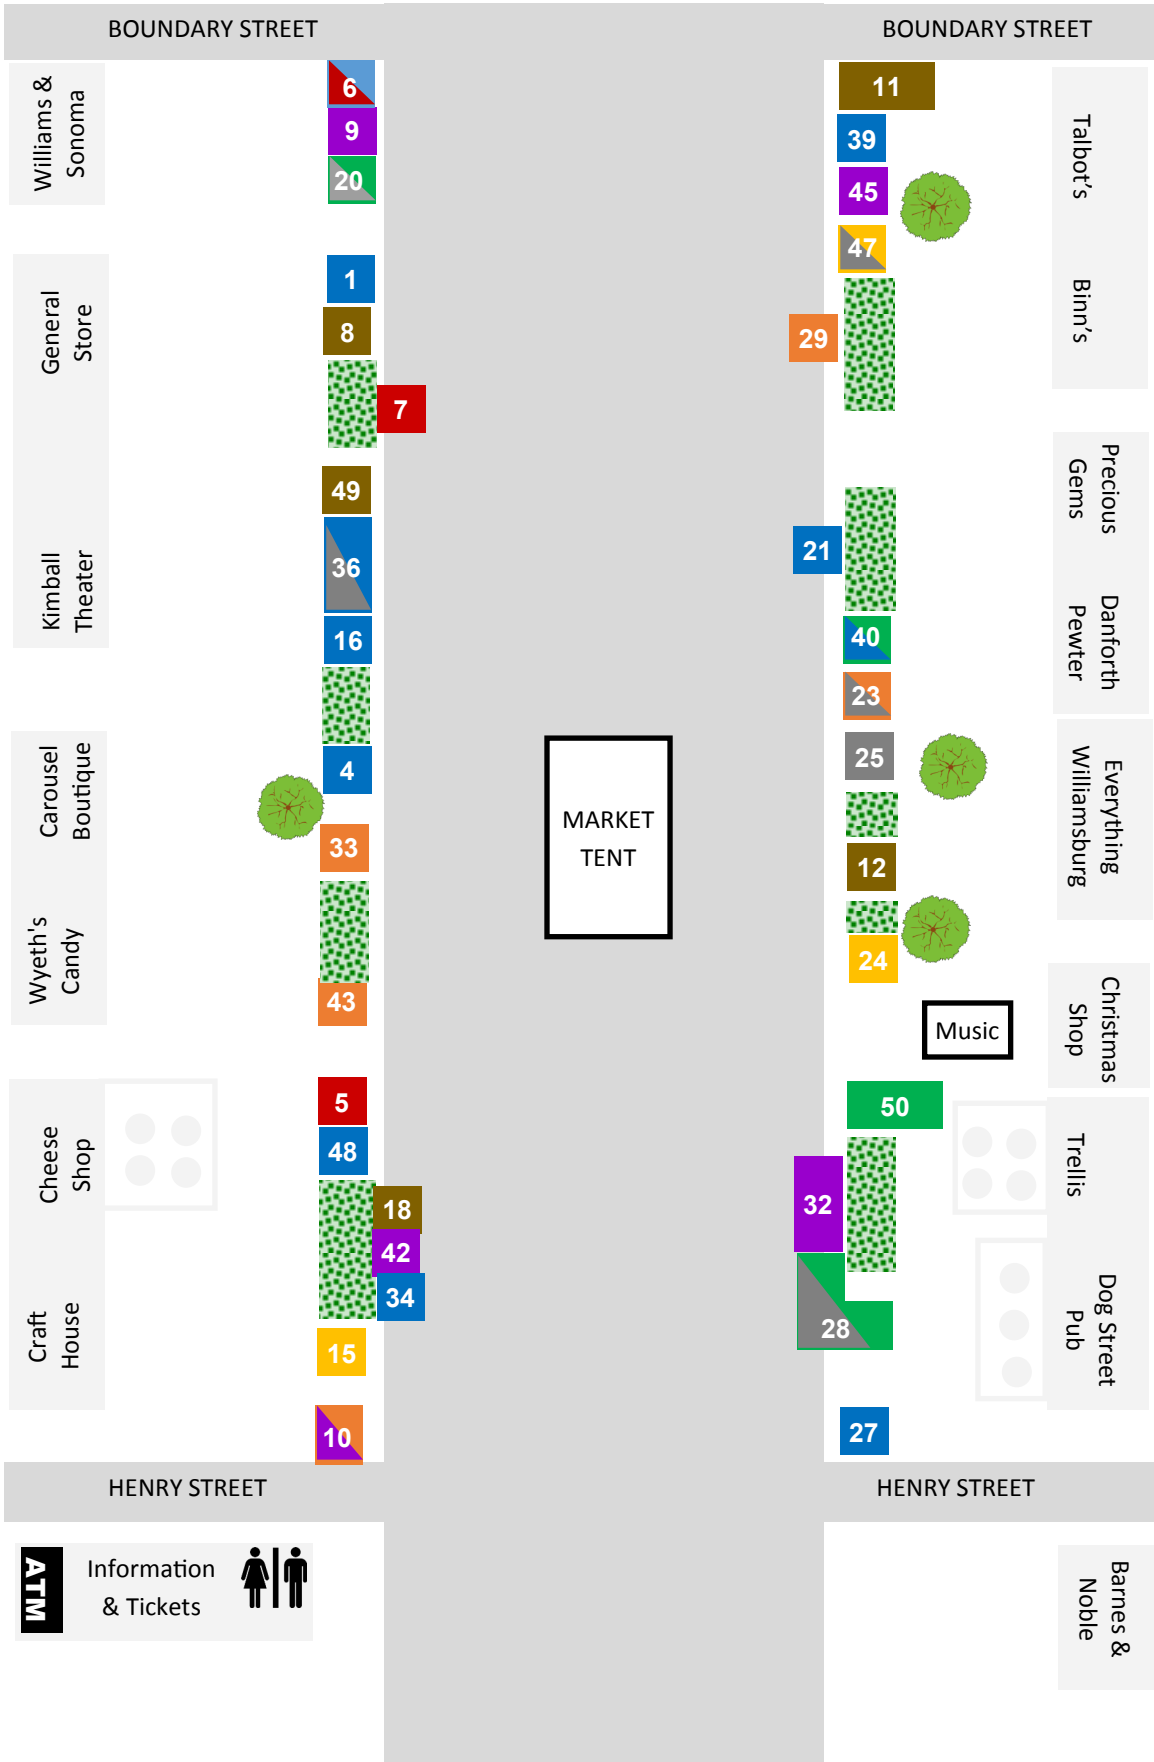 BOUNDARY STREET
BOUNDARY STREET
Williams &
Sonoma
6
9
20
General
Store
1
8
7
Kimball
Theater
49
36
16
Carousel
Boutique
4
33
Wyeth's
Candy
43
Cheese
Shop
5
48
18
42
34
Craft
House
15
10
MARKET
TENT
11
39
45
47
Talbot's
29
Binn's
21
Precious
Gems
40
23
Danforth
Pewter
25
12
24
Everything
Williamsburg
Music
Christmas
Shop
50
32
Trellis
28
Dog Street
Pub
27
HENRY STREET
HENRY STREET
ATM
Information
& Tickets
Barnes &
Noble